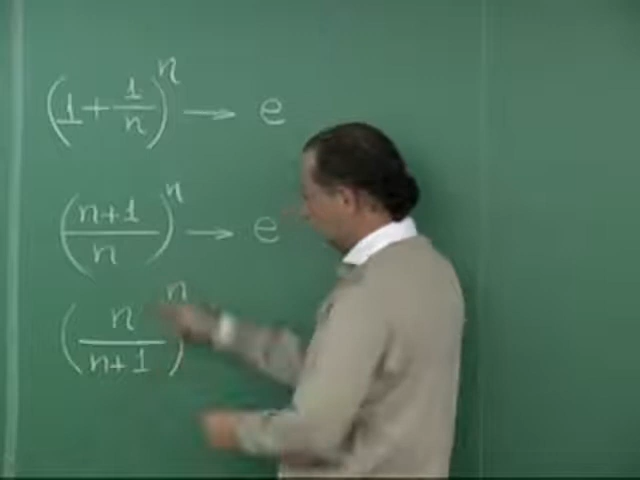 (1 + 1/n)^n → e
((n+1)/n)^n → e
(n/(n+1))^n